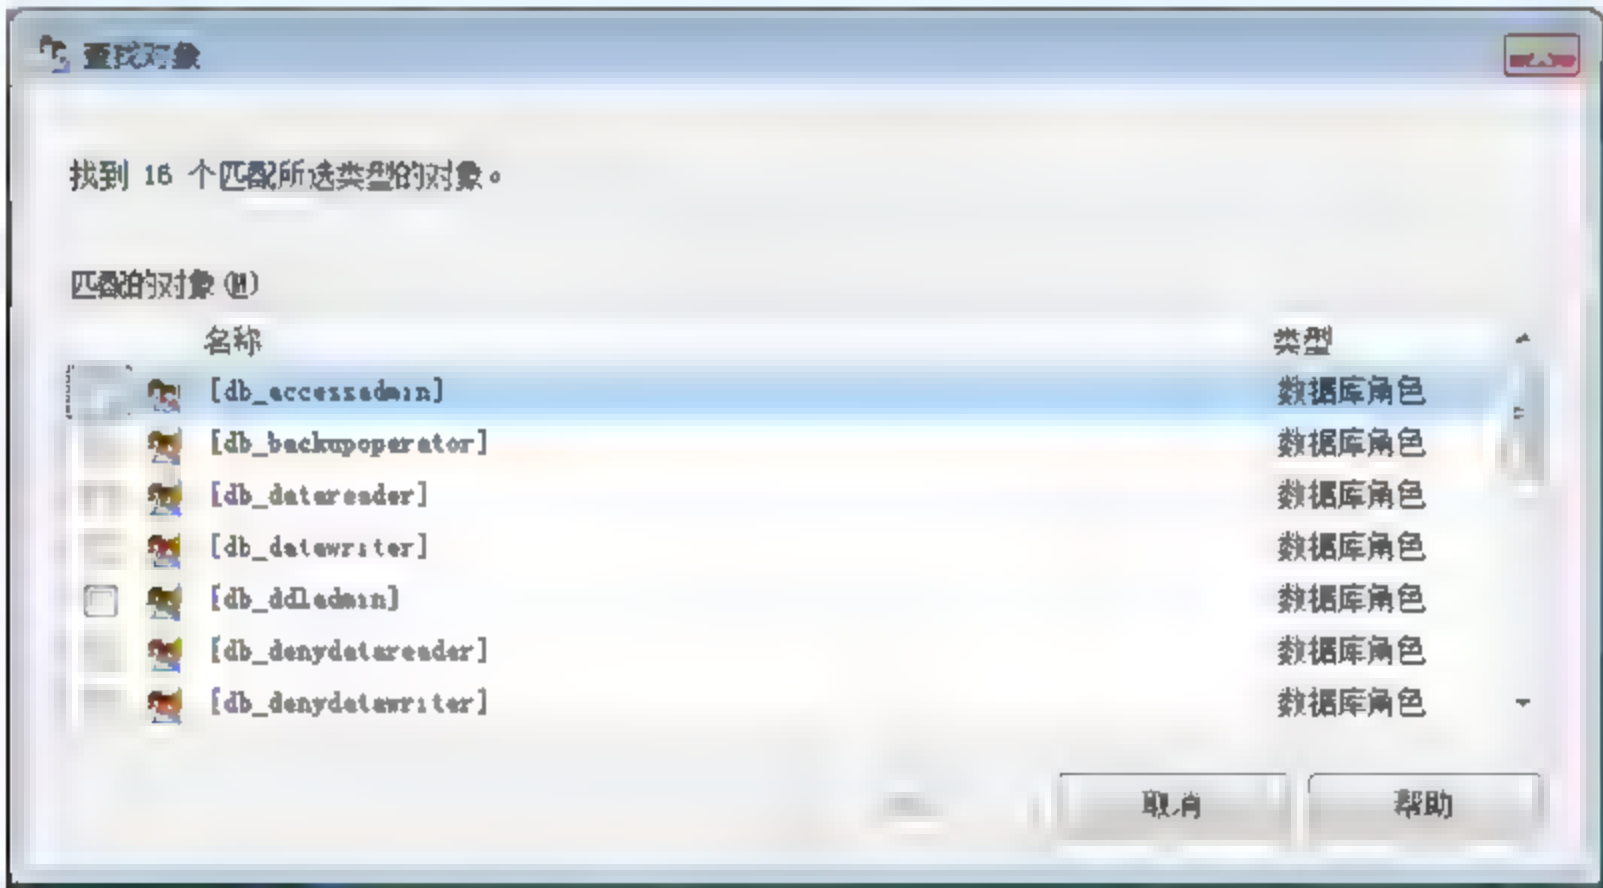 查找对象
找到 16 个匹配所选类型的对象。
匹配的对象(M)
名称 类型
[db_accessadmin] 数据库角色
[db_backupoperator] 数据库角色
[db_datareader] 数据库角色
[db_datawriter] 数据库角色
[db_ddladmin] 数据库角色
[db_denydatareader] 数据库角色
[db_denydatawriter] 数据库角色
取消 帮助